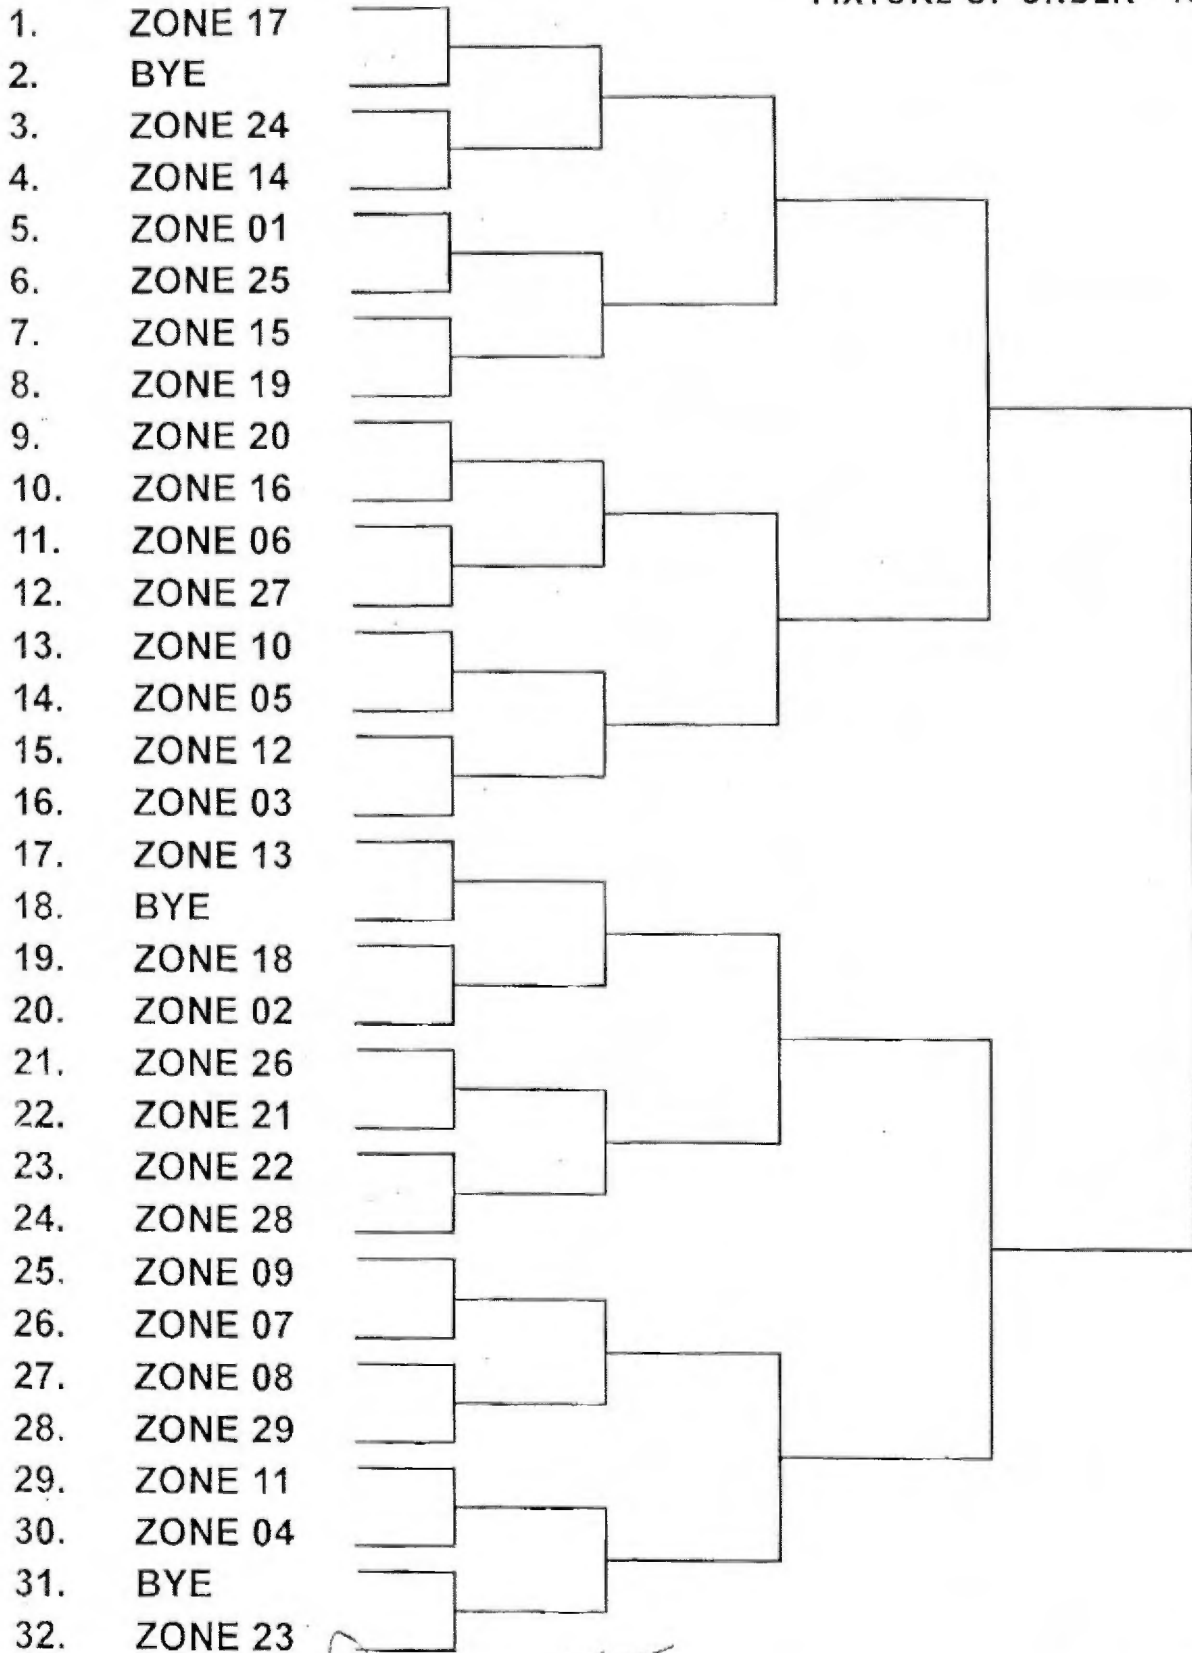 1. ZONE 17
2. BYE
3. ZONE 24
4. ZONE 14
5. ZONE 01
6. ZONE 25
7. ZONE 15
8. ZONE 19
9. ZONE 20
10. ZONE 16
11. ZONE 06
12. ZONE 27
13. ZONE 10
14. ZONE 05
15. ZONE 12
16. ZONE 03
17. ZONE 13
18. BYE
19. ZONE 18
20. ZONE 02
21. ZONE 26
22. ZONE 21
23. ZONE 22
24. ZONE 28
25. ZONE 09
26. ZONE 07
27. ZONE 08
28. ZONE 29
29. ZONE 11
30. ZONE 04
31. BYE
32. ZONE 23